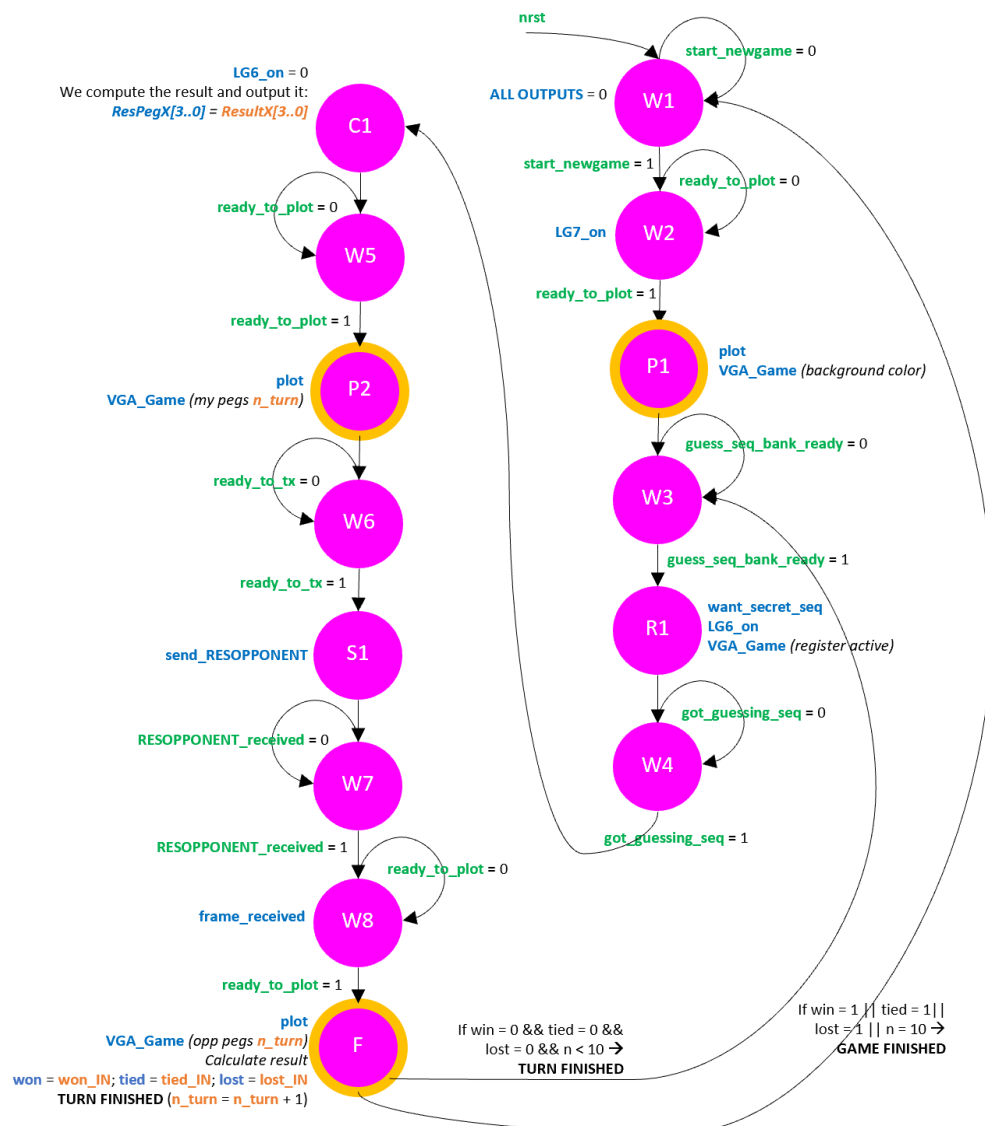 nrst
start_newgame = 0
W1
ALL OUTPUTS = 0
start_newgame = 1
ready_to_plot = 0
W2
LG7_on
ready_to_plot = 1
P1
plot
VGA_Game (background color)
guess_seq_bank_ready = 0
W3
guess_seq_bank_ready = 1
R1
want_secret_seq
LG6_on
VGA_Game (register active)
got_guessing_seq = 0
W4
got_guessing_seq = 1
LG6_on = 0
We compute the result and output it:
ResPegX[3..0] = ResultX[3..0]
C1
ready_to_plot = 0
W5
ready_to_plot = 1
P2
plot
VGA_Game (my pegs n_turn)
ready_to_tx = 0
W6
ready_to_tx = 1
S1
send_RESOPPONENT
RESOPPONENT_received = 0
W7
RESOPPONENT_received = 1
ready_to_plot = 0
W8
frame_received
ready_to_plot = 1
F
plot
VGA_Game (opp pegs n_turn)
Calculate result
won = won_IN; tied = tied_IN; lost = lost_IN
TURN FINISHED (n_turn = n_turn + 1)
If win = 0 && tied = 0 &&
lost = 0 && n < 10 →
TURN FINISHED
If win = 1 || tied = 1||
lost = 1 || n = 10 →
GAME FINISHED